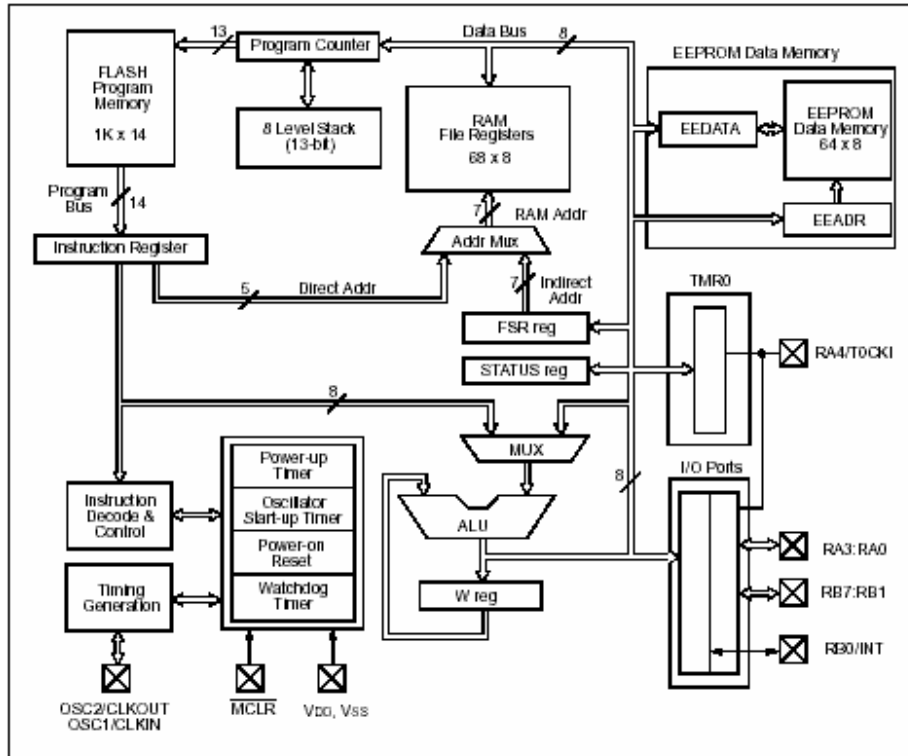 13
Program Counter
Data Bus
8
EEPROM Data Memory
FLASH
Program
Memory
1K x 14
8 Level Stack
(13-bit)
RAM
File Registers
68 x 8
EEDATA
EEPROM
Data Memory
64 x 8
EEADR
Program
Bus
14
7
RAM Addr
Instruction Register
Addr Mux
5
Direct Addr
7
Indirect
Addr
TMR0
FSR reg
RA4/T0CKI
STATUS reg
8
MUX
Power-up
Timer
8
I/O Ports
Instruction
Decode &
Control
Oscillator
Start-up Timer
ALU
Power-on
Reset
RA3:RA0
Timing
Generation
Watchdog
Timer
W reg
RB7:RB1
RB0/INT
OSC2/CLKOUT
OSC1/CLKIN
MCLR
VDD, VSS